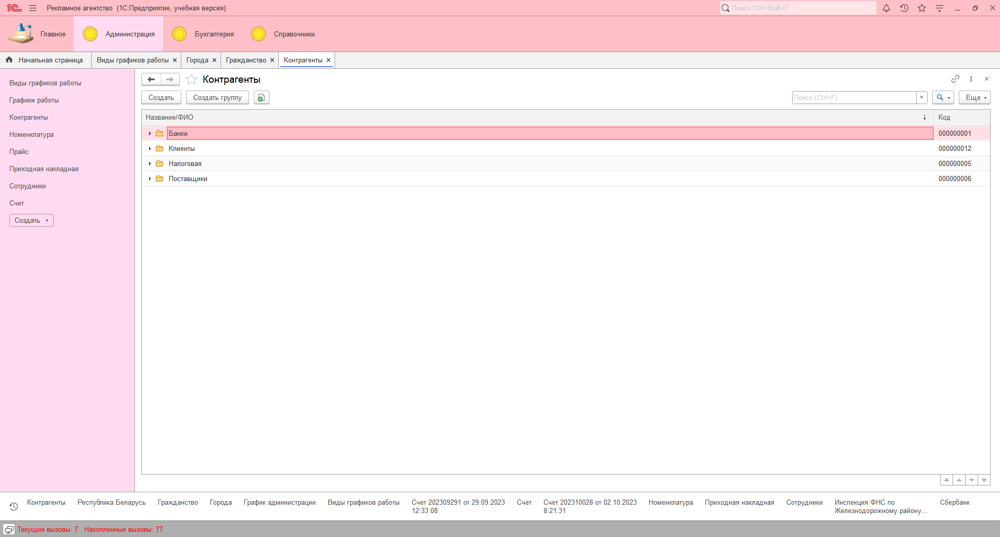 1С Рекламное агентство (1С:Предприятие, учебная версия) Поиск Ctrl+Shift+F
Главное Администрация Бухгалтерия Справочники
Начальная страница Виды графиков работы Города Гражданство Контрагенты
Виды графиков работы
Графики работы
Контрагенты
Номенклатура
Прайс
Приходная накладная
Сотрудники
Счет
Создать
Контрагенты
Создать Создать группу Поиск (Ctrl+F) Еще
Название/ФИО Код
Банки 000000001
Клиенты 000000012
Налоговая 000000005
Поставщики 000000006
Контрагенты
Республика Беларусь
Гражданство
Города
График администрации
Виды графиков работы
Счет 202309291 от 29.09.2023
12:33:08
Счет
Счет 202310028 от 02.10.2023
8:21:31
Номенклатура
Приходная накладная
Сотрудники
Инспекция ФНС по
Железнодорожному району...
Сбербанк
Текущие вызовы: 7 Накопленные вызовы: 77